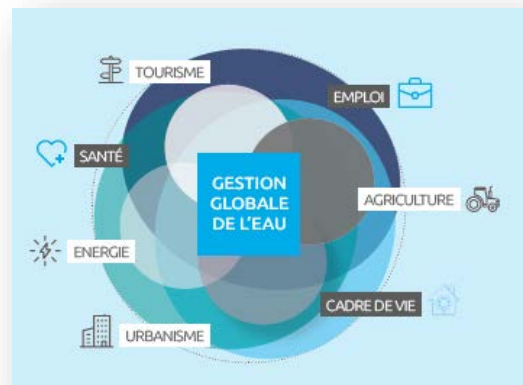 TOURISME
EMPLOI
SANTÉ
GESTION
GLOBALE
DE L'EAU
AGRICULTURE
ENERGIE
CADRE DE VIE
URBANISME